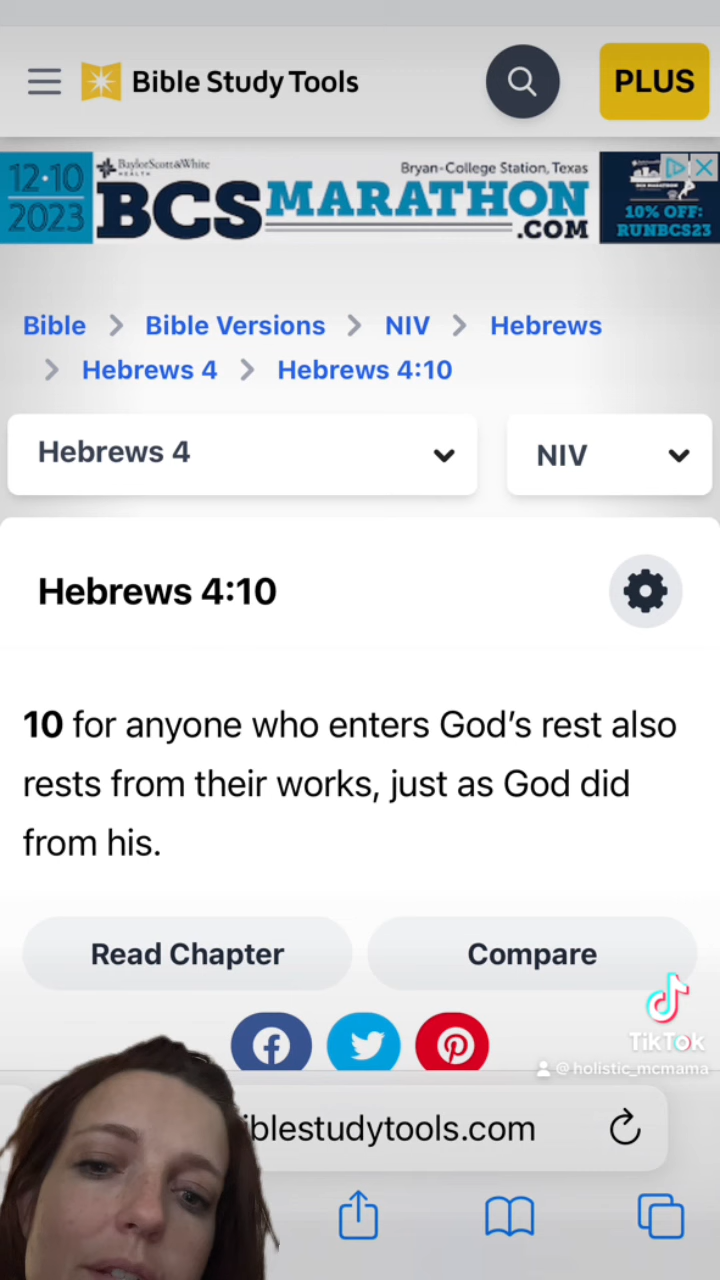 Bible Study Tools
PLUS
12·10
2023
BaylorScott&White
HEALTH
BCS
Bryan-College Station, Texas
MARATHON
.COM
10% OFF:
RUNBCS23
Bible > Bible Versions > NIV > Hebrews
> Hebrews 4 > Hebrews 4:10
Hebrews 4
NIV
Hebrews 4:10
10 for anyone who enters God’s rest also
rests from their works, just as God did
from his.
Read Chapter
Compare
TikTok
@holistic_mcmama
iblestudytools.com